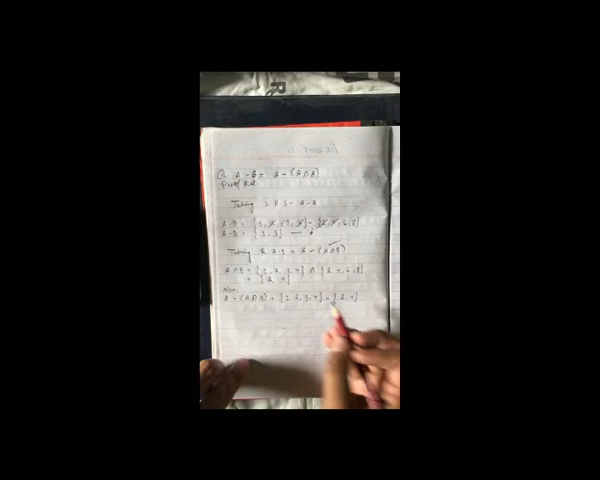 Q. A - B = A - (A ∩ B)
Taking L.H.S = A - B
A-B = {1, 2, 3, 4} - {2, 4, 6, 8}
A-B = {1, 3}
Taking R.H.S = A - (A∩B)
A∩B = {1, 2, 3, 4} ∩ {2, 4, 6, 8}
= {2, 4}
Now
A - (A∩B) = {1, 2, 3, 4} - {2, 4}